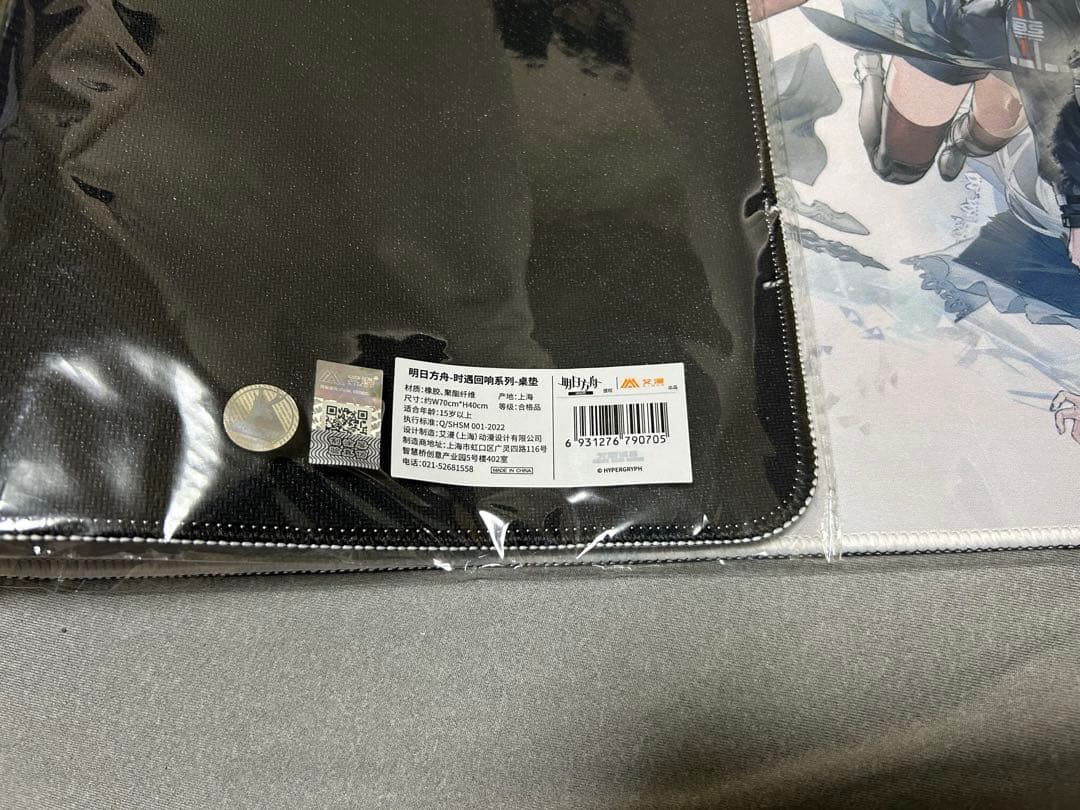 明日方舟-时遇回响系列-桌垫
材质:橡胶、聚酯纤维 产地:上海
尺寸:约W70cm*H40cm 等级:合格品
适合年龄:15岁以上
执行标准:Q/SHSM 001-2022
设计制造:艾漫(上海)动漫设计有限公司
制造商地址:上海市虹口区广灵四路116号
智慧桥创意产业园5号楼402室
电话:021-52681558
MADE IN CHINA
明日方舟 授权 艾漫 出品
6 931276 790705
© HYPERGRYPH